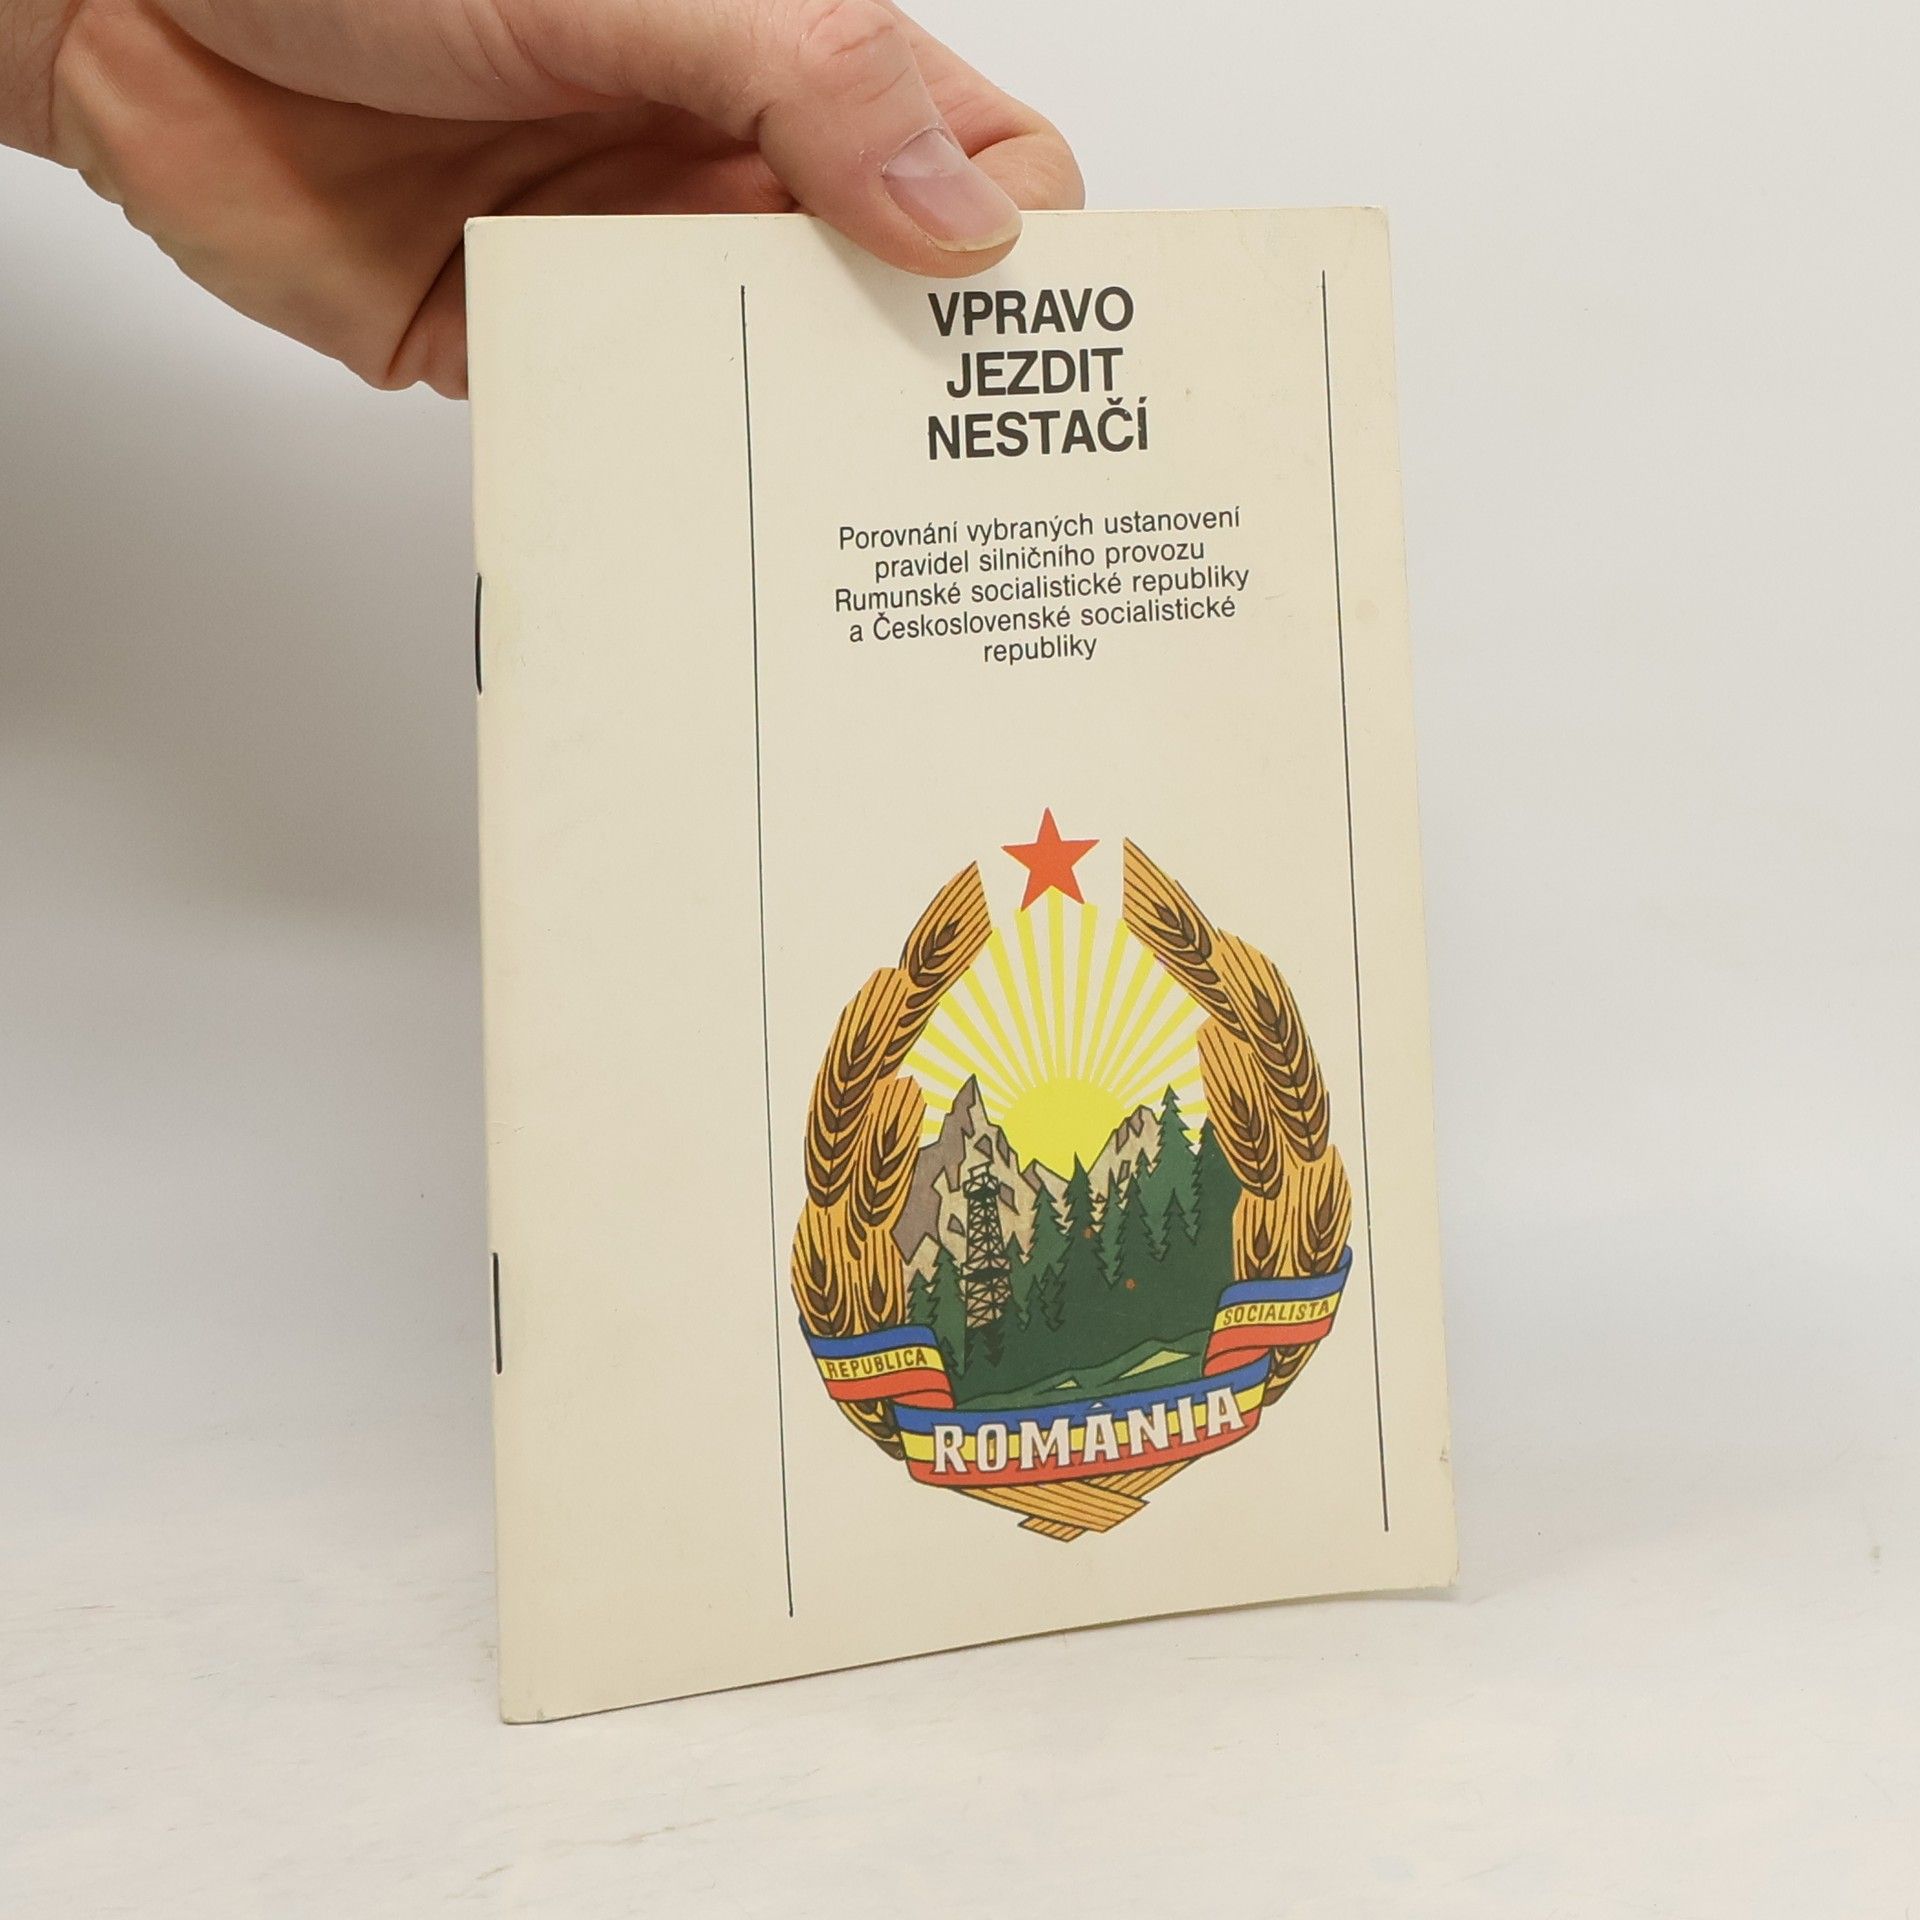 VPRAVO
JEZDIT
NESTAČÍ
Porovnání vybraných ustanovení
pravidel silničního provozu
Rumunské socialistické republiky
a Československé socialistické
republiky
REPUBLICA
SOCIALISTA
ROMÂNIA